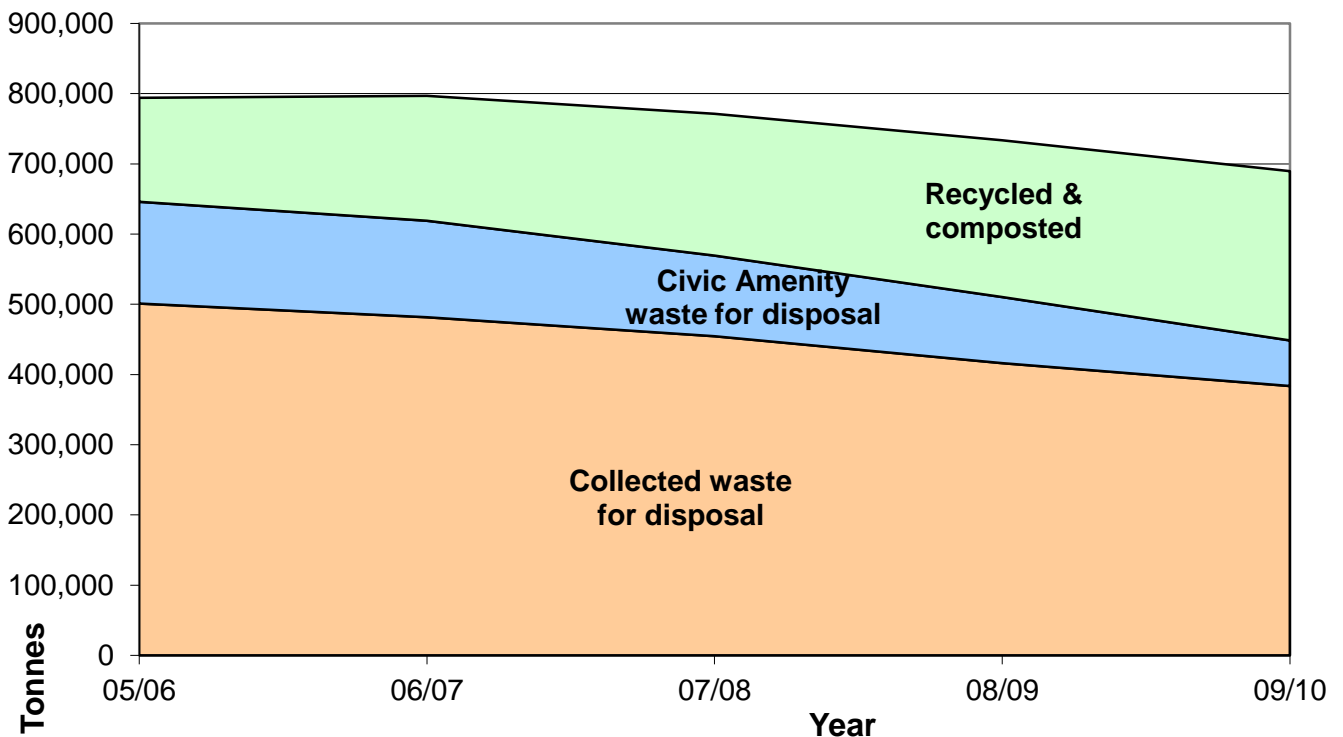 900,000
800,000
700,000
600,000
500,000
400,000
300,000
200,000
100,000
0
Tonnes
Recycled &
composted
Civic Amenity
waste for disposal
Collected waste
for disposal
05/06 06/07 07/08 08/09 09/10
Year